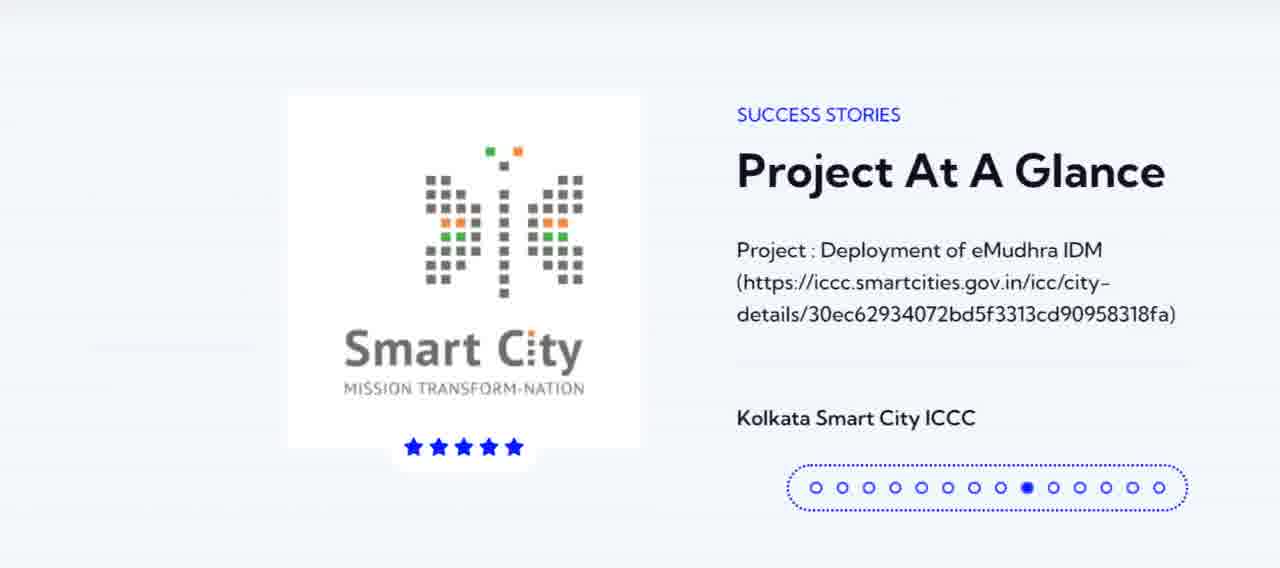 SUCCESS STORIES
Project At A Glance
Project : Deployment of eMudhra IDM
(https://iccc.smartcities.gov.in/icc/city-
details/30ec62934072bd5f3313cd90958318fa)
Kolkata Smart City ICCC
Smart City
MISSION TRANSFORM-NATION